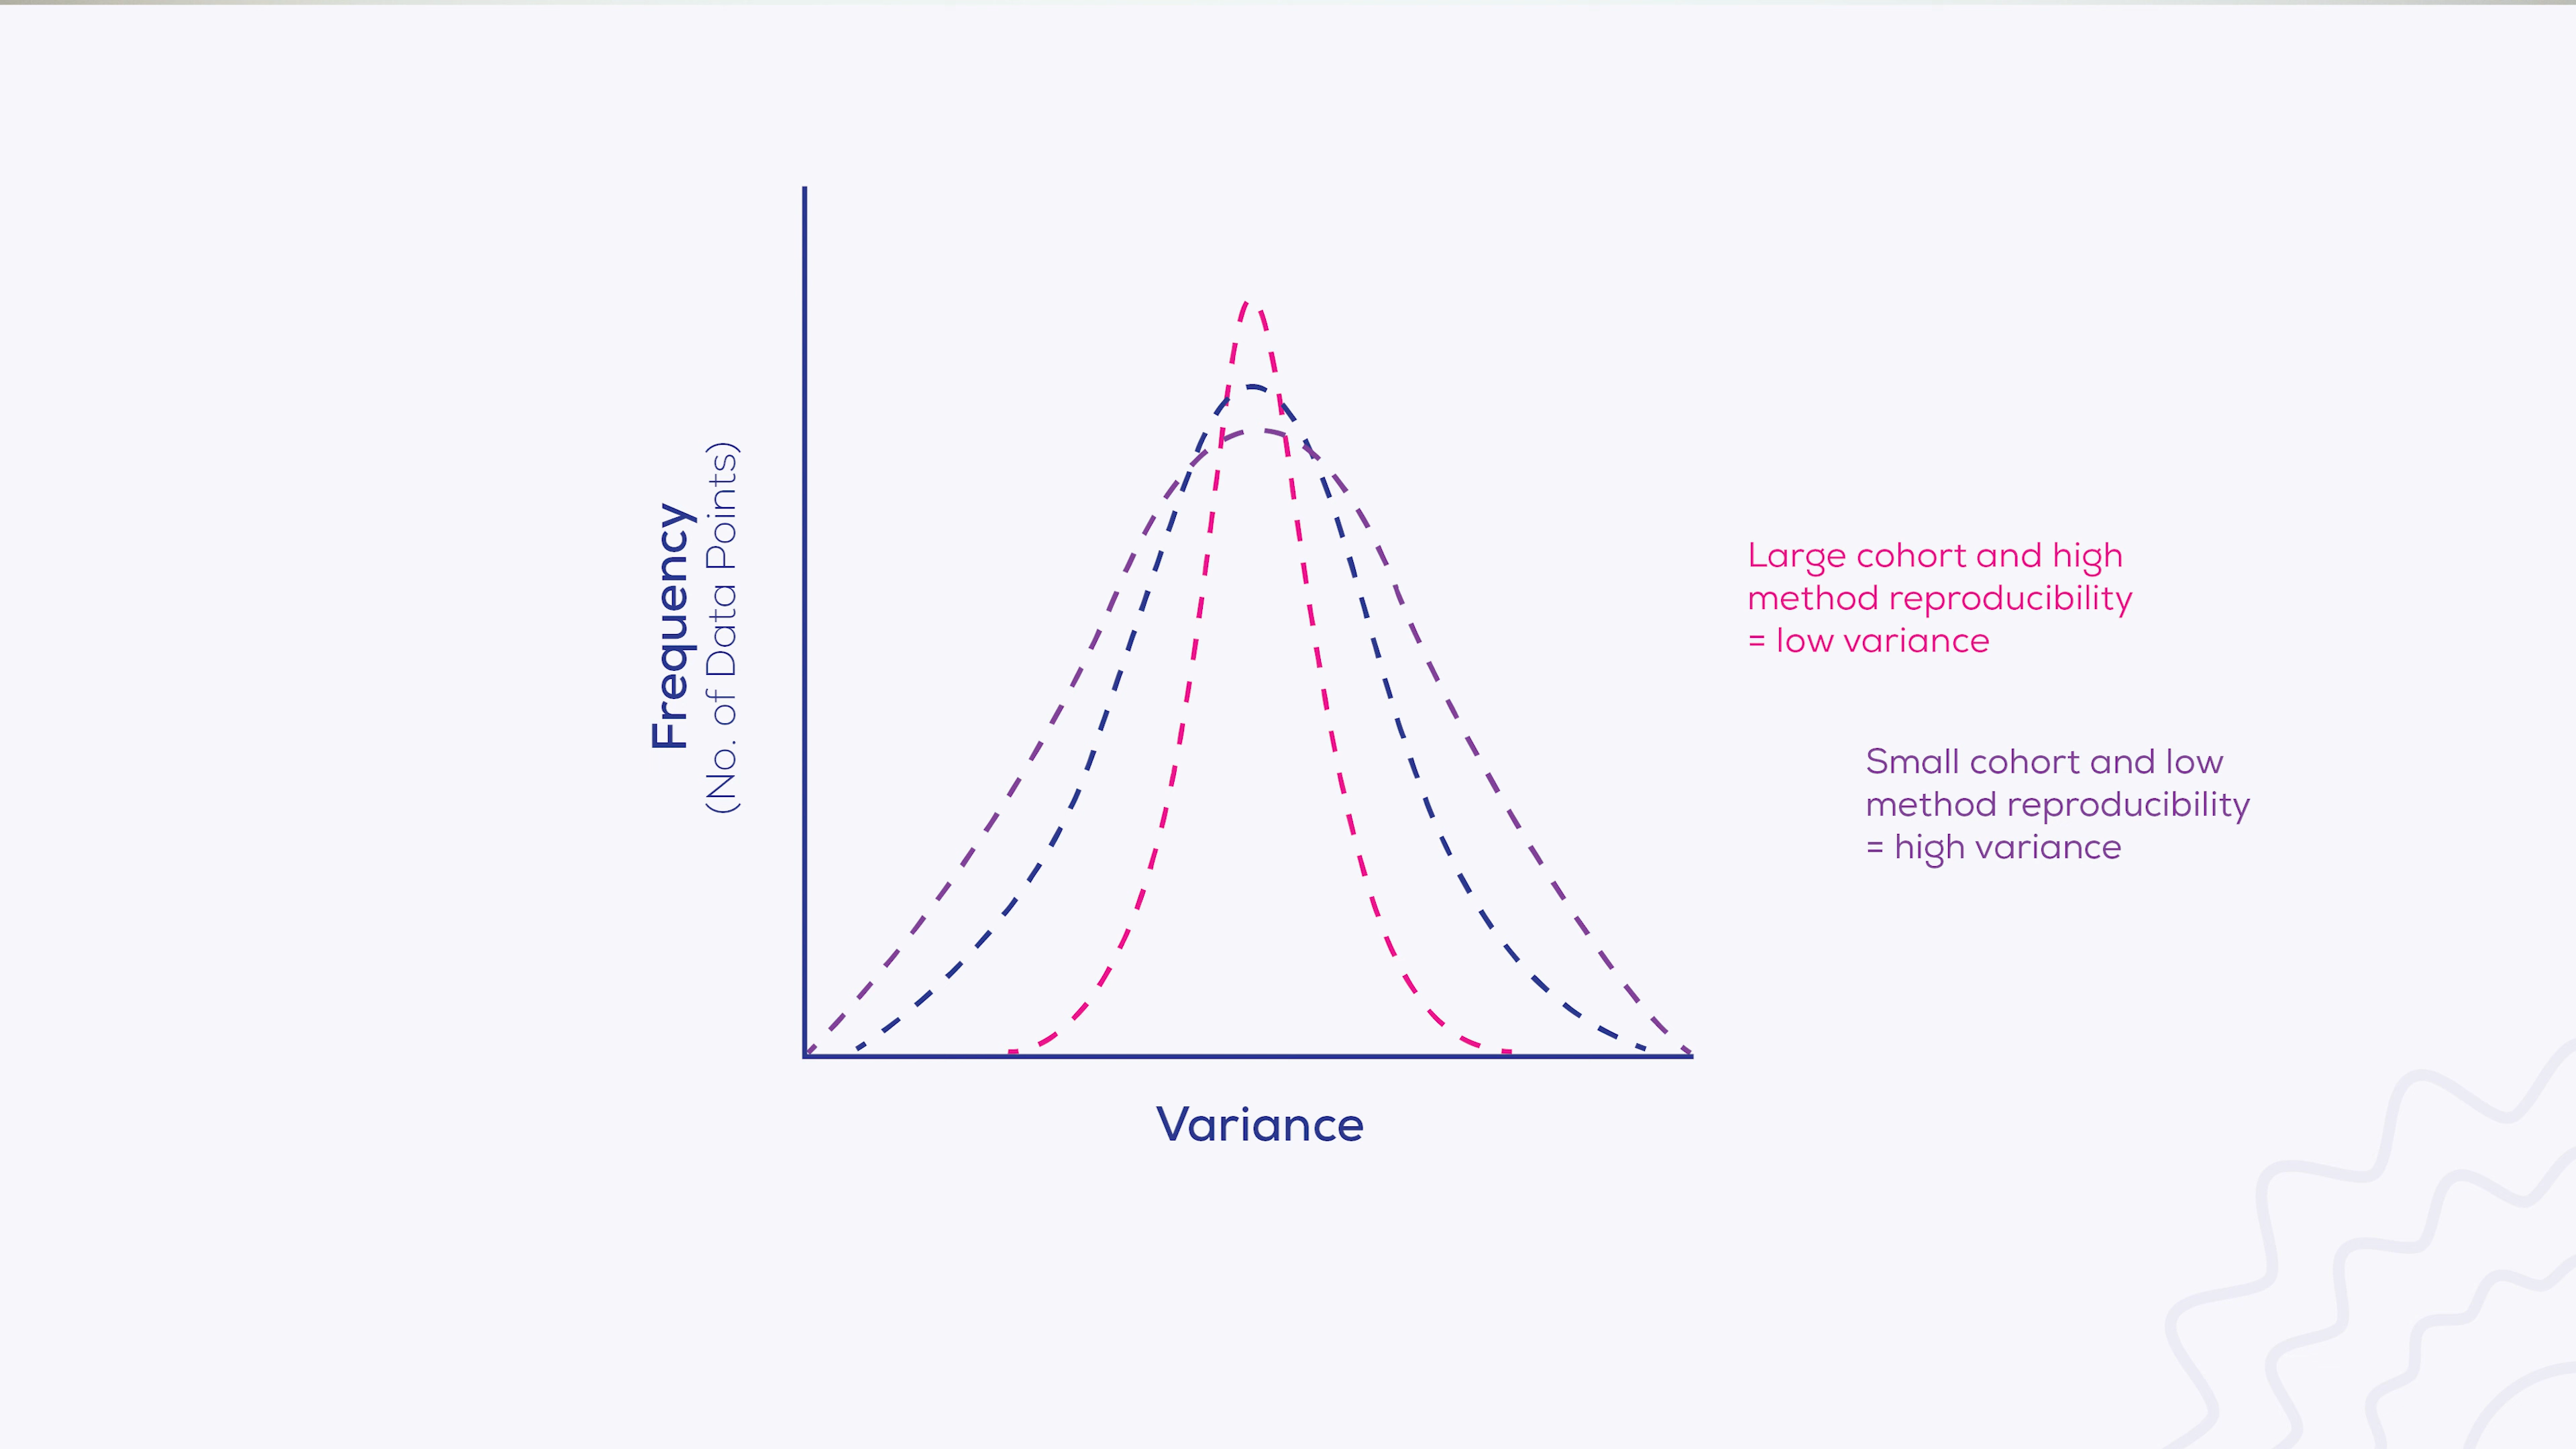 Frequency
(No. of Data Points)
Large cohort and high
method reproducibility
= low variance
Small cohort and low
method reproducibility
= high variance
Variance